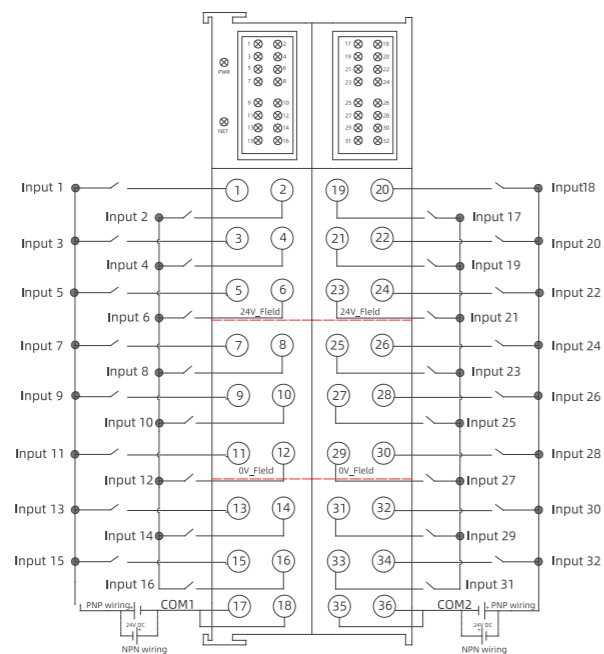 1 2 17 18
3 4 19 20
PWR 5 6 21 22
7 8 23 24
9 10 25 26
NET 11 12 27 28
13 14 29 30
15 16 31 32
Input 1 1 2 19 20 Input18
Input 2 Input 17
Input 3 3 4 21 22 Input 20
Input 4 Input 19
Input 5 5 6 23 24 Input 22
Input 6 24V_Fleld 24V_Fleld Input 21
Input 7 7 8 25 26 Input 24
Input 8 Input 23
Input 9 9 10 27 28 Input 26
Input 10 Input 25
Input 11 11 12 29 30 Input 28
Input 12 0V_Fleld 0V_Fleld Input 27
Input 13 13 14 31 32 Input 30
Input 14 Input 29
Input 15 15 16 33 34 Input 32
Input 16 Input 31
PNP wiring + COM1 17 18 35 36 COM2 + PNP wiring
24V DC + 24V DC +
NPN wiring NPN wiring